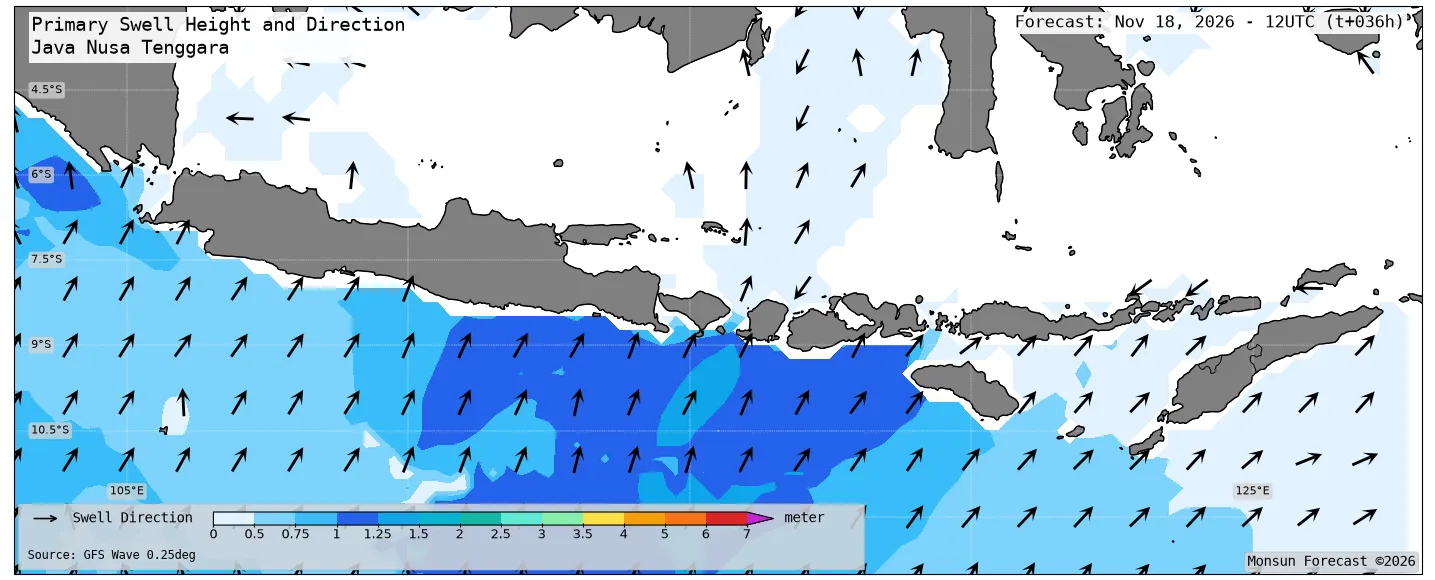 Primary Swell Height and Direction
Java Nusa Tenggara
Forecast: Nov 18, 2026 - 12UTC (t+036h)
4.5°S
6°S
7.5°S
9°S
10.5°S
105°E
125°E
Swell Direction
0 0.5 0.75 1 1.25 1.5 2 2.5 3 3.5 4 5 6 7
meter
Source: GFS Wave 0.25deg
Monsun Forecast ©2026